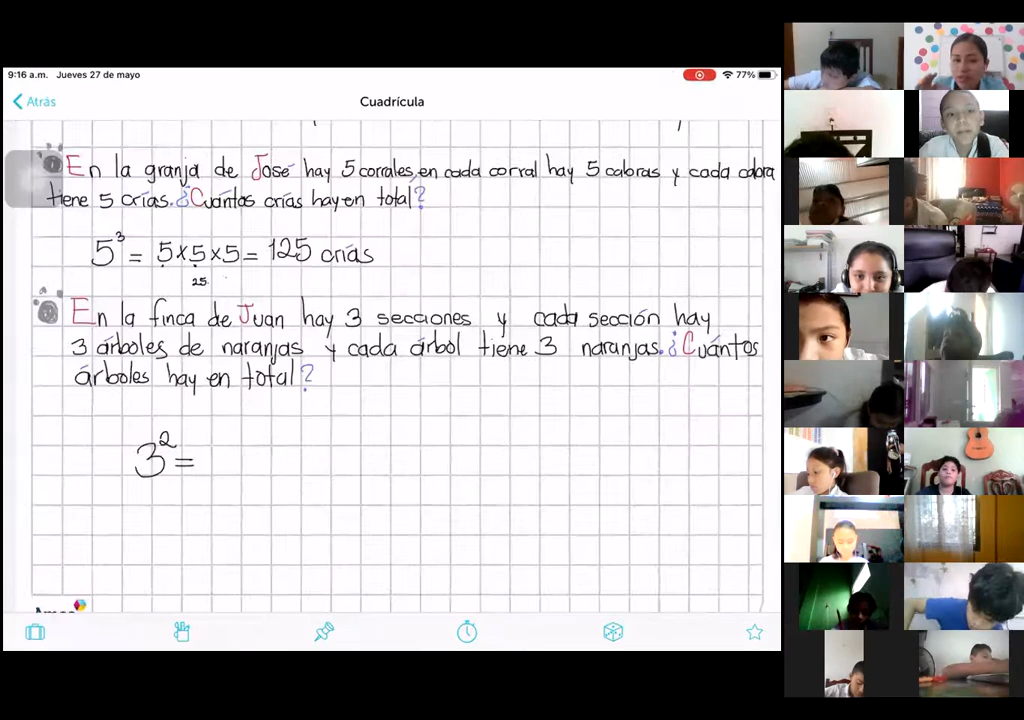 9:16 a.m. Jueves 27 de mayo
77%
Atrás
Cuadrícula
En la granja de José hay 5 corrales, en cada corral hay 5 cabras y cada cabra
tiene 5 crías. ¿Cuántos crías hay en total?
5³ = 5 x 5 x 5 = 125 crías
25
En la finca de Juan hay 3 secciones y cada sección hay
3 árboles de naranjas y cada árbol tiene 3 naranjas. ¿Cuántos
árboles hay en total?
3² =